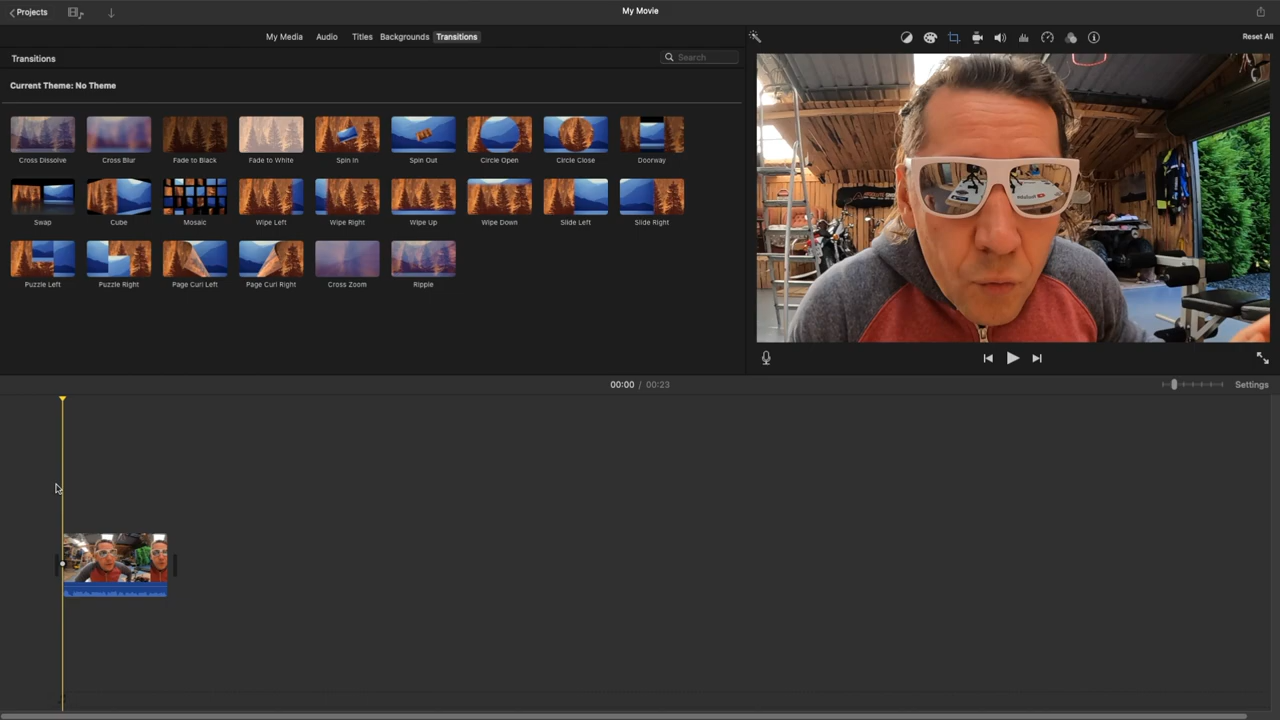 Projects
My Movie
My Media
Audio
Titles
Backgrounds
Transitions
Reset All
Transitions
Search
Current Theme: No Theme
Cross Dissolve
Cross Blur
Fade to Black
Fade to White
Spin In
Spin Out
Circle Open
Circle Close
Doorway
Swap
Cube
Mosaic
Wipe Left
Wipe Right
Wipe Up
Wipe Down
Slide Left
Slide Right
Puzzle Left
Puzzle Right
Page Curl Left
Page Curl Right
Cross Zoom
Ripple
00:00 / 00:23
Settings